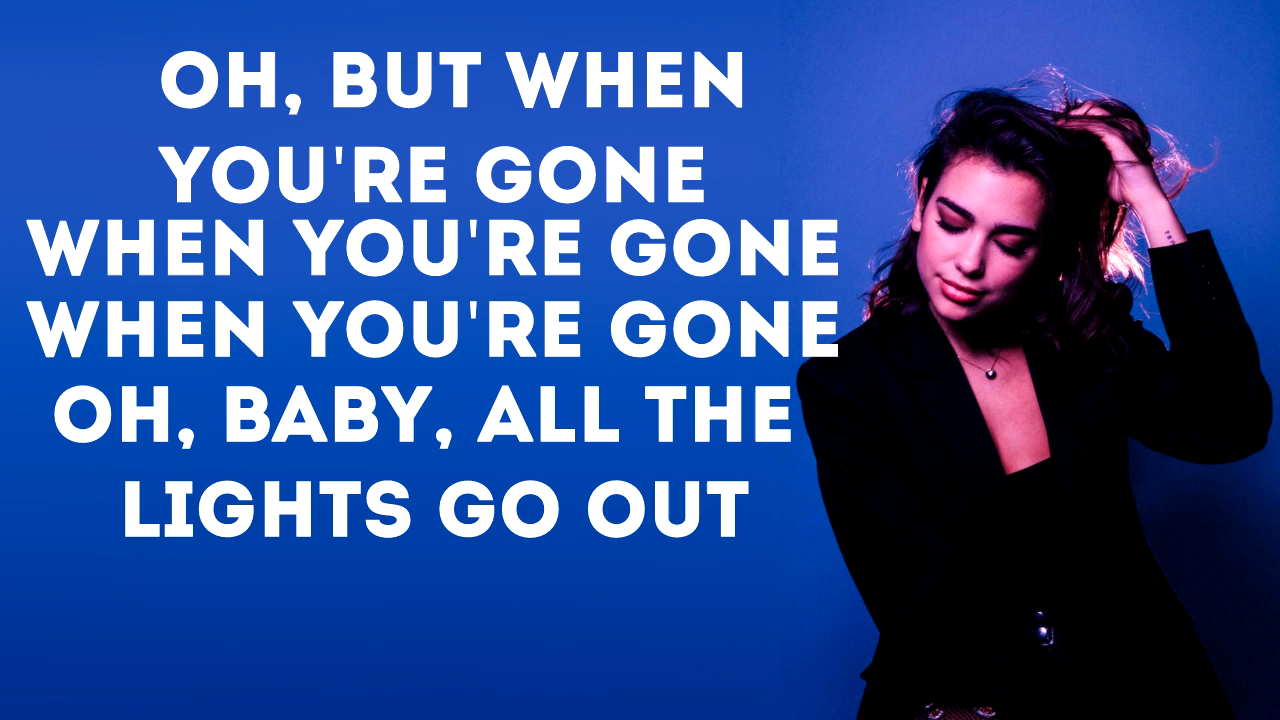 OH, BUT WHEN
YOU'RE GONE
WHEN YOU'RE GONE
WHEN YOU'RE GONE
OH, BABY, ALL THE
LIGHTS GO OUT